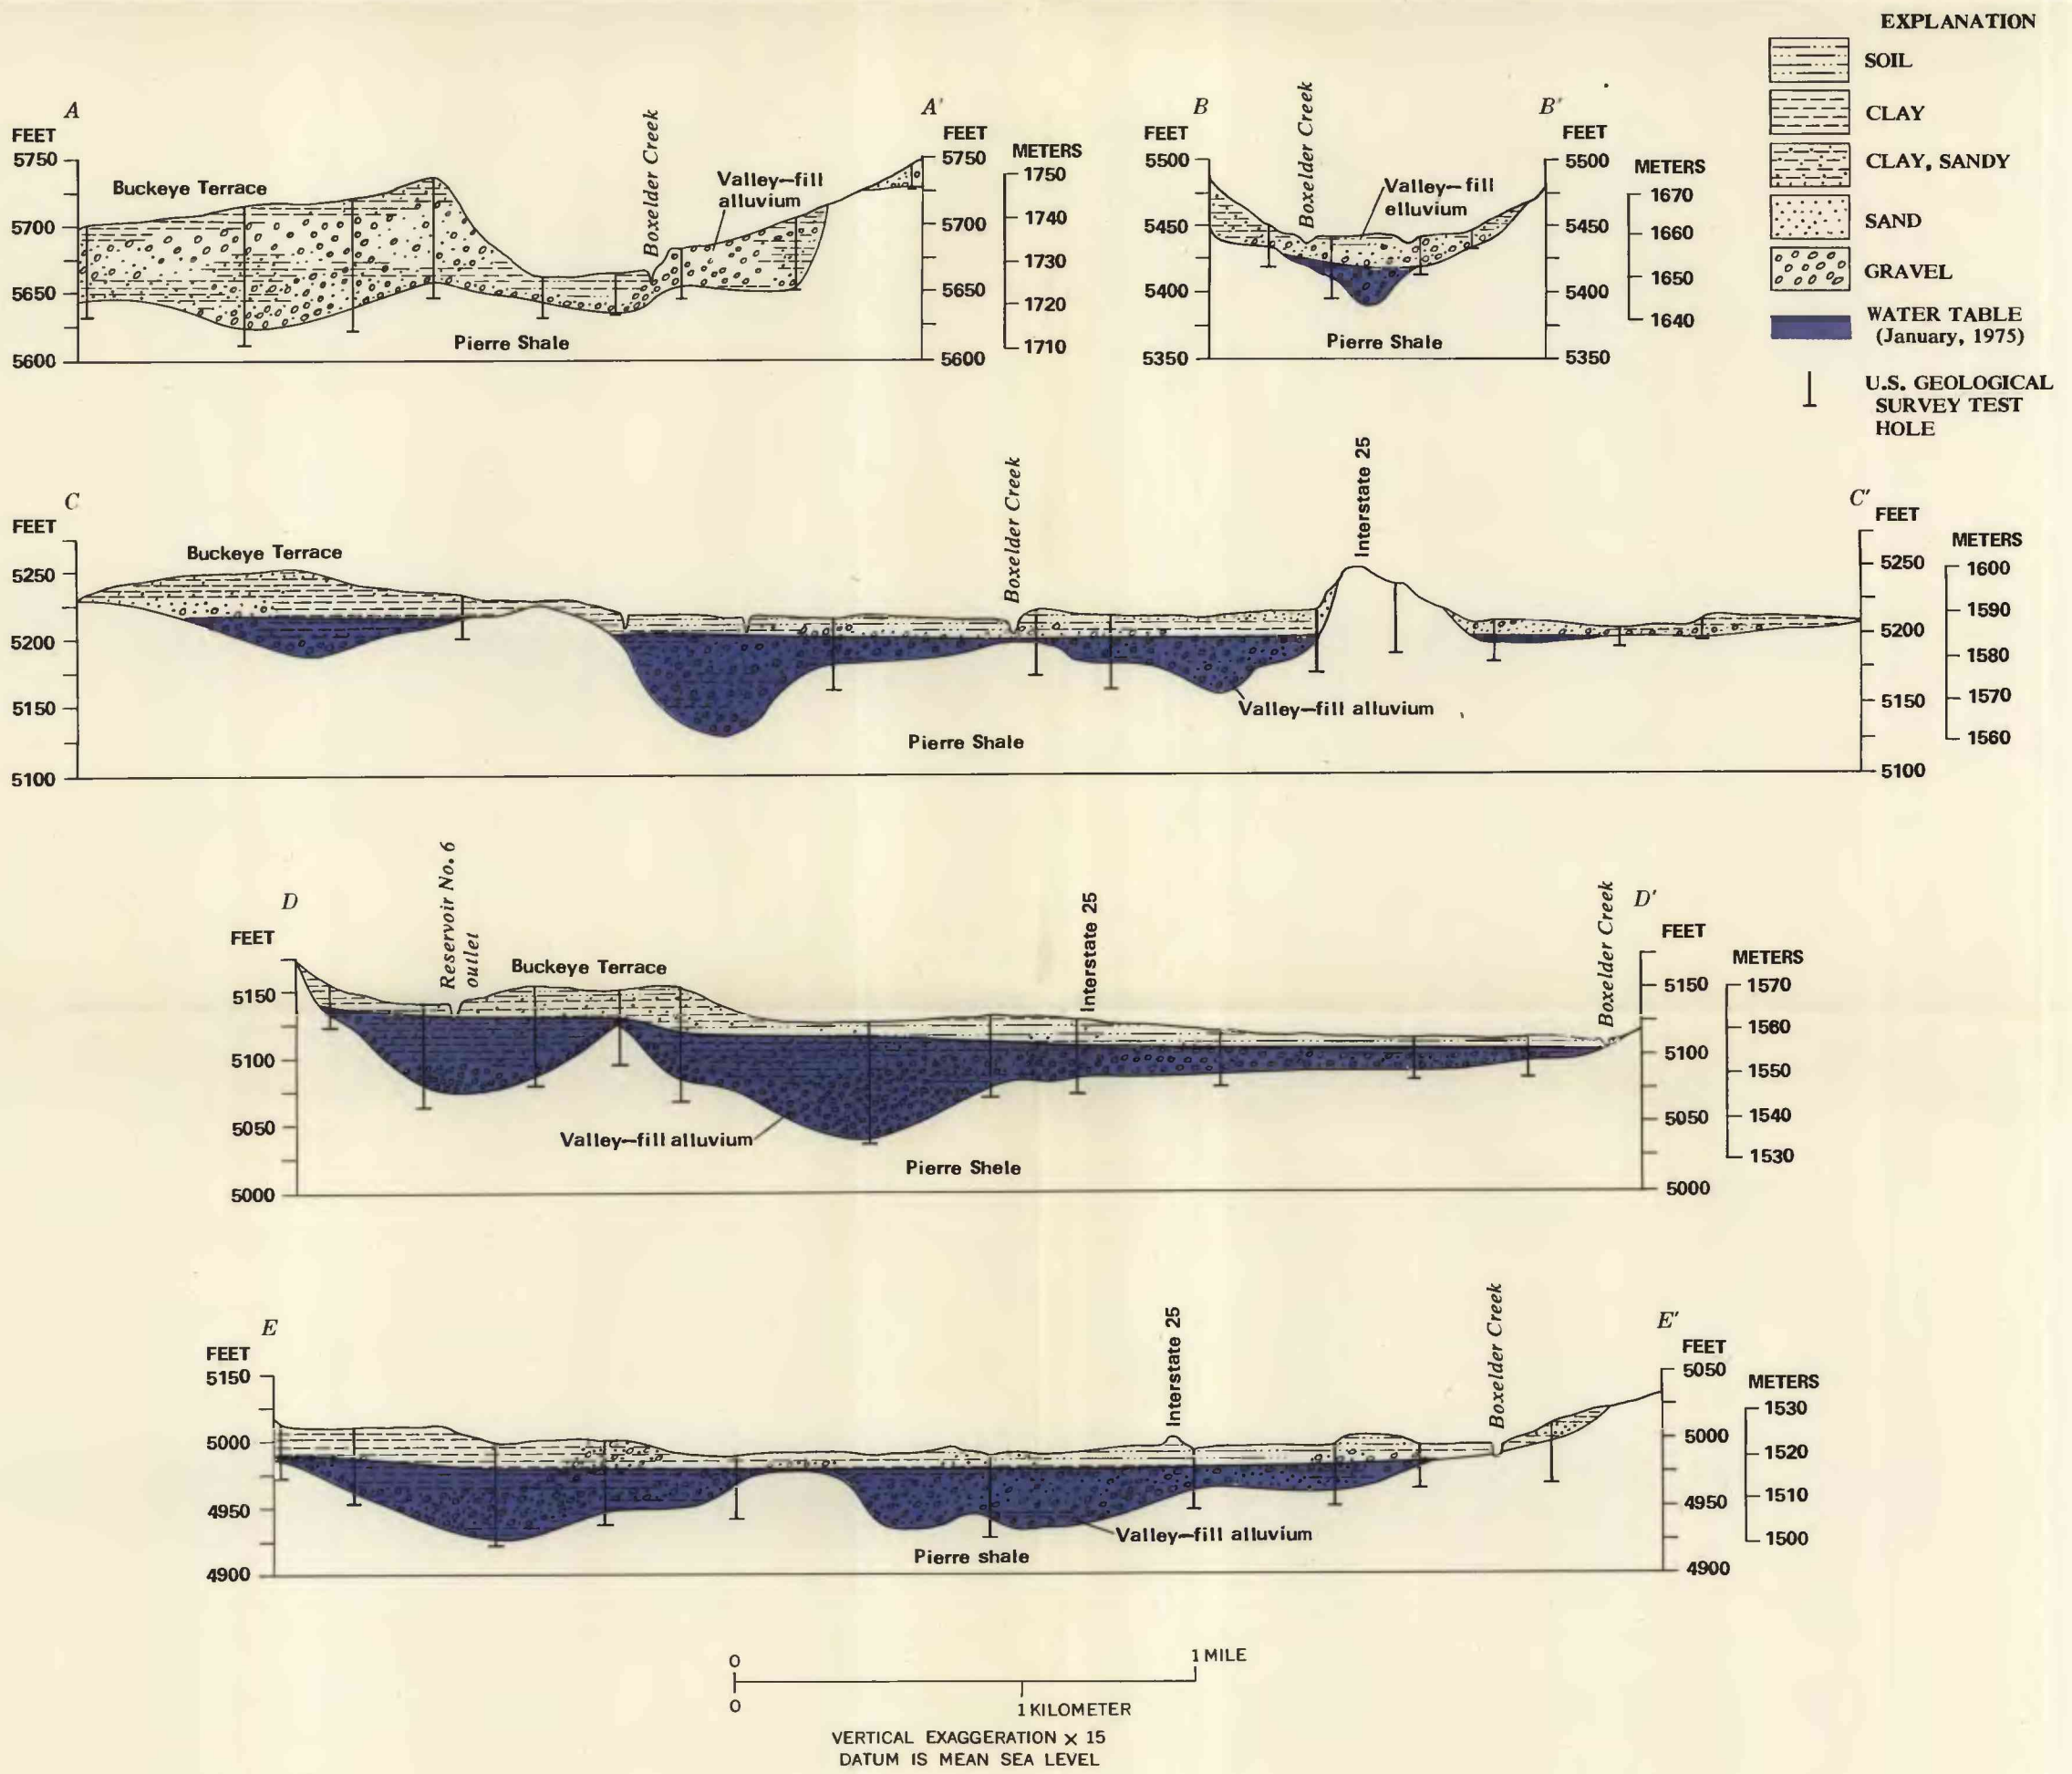 EXPLANATION
SOIL
CLAY
CLAY, SANDY
SAND
GRAVEL
WATER TABLE
(January, 1975)
U.S. GEOLOGICAL
SURVEY TEST
HOLE
A
A'
FEET
5750
5700
5650
5600
Buckeye Terrace
Boxelder Creek
Valley-fill
alluvium
Pierre Shale
FEET
5750
5700
5650
5600
METERS
1750
1740
1730
1720
1710
B
B'
FEET
5500
5450
5400
5350
Boxelder Creek
Valley-fill
elluvium
Pierre Shale
FEET
5500
5450
5400
5350
METERS
1670
1660
1650
1640
C
C'
FEET
5250
5200
5150
5100
Buckeye Terrace
Boxelder Creek
Interstate 25
Valley-fill alluvium
Pierre Shale
FEET
5250
5200
5150
5100
METERS
1600
1590
1580
1570
1560
D
D'
FEET
5150
5100
5050
5000
Reservoir No. 6
outlet
Buckeye Terrace
Interstate 25
Boxelder Creek
Valley-fill alluvium
Pierre Shele
FEET
5150
5100
5050
5000
METERS
1570
1560
1550
1540
1530
E
E'
FEET
5150
5000
4950
4900
Interstate 25
Boxelder Creek
Valley-fill alluvium
Pierre shale
FEET
5050
5000
4950
4900
METERS
1530
1520
1510
1500
0 1 MILE
0 1 KILOMETER
VERTICAL EXAGGERATION × 15
DATUM IS MEAN SEA LEVEL